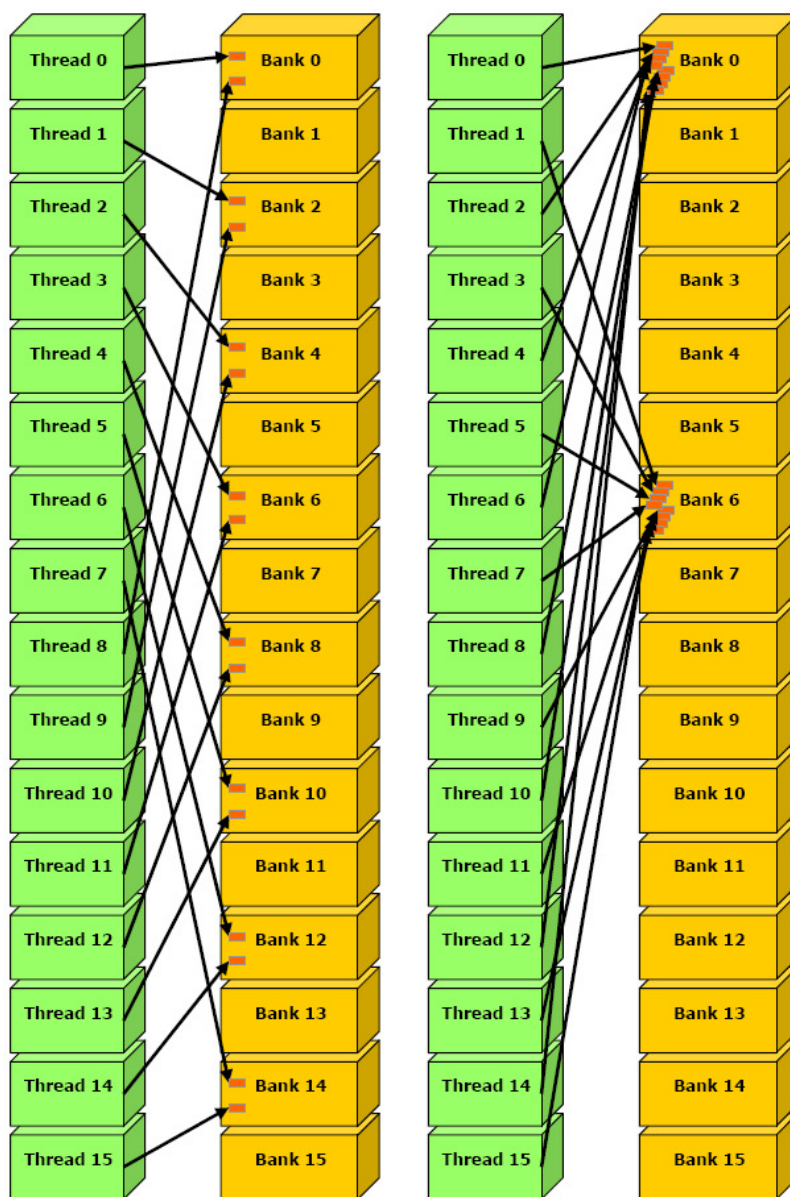 Thread 0 Bank 0 Thread 0 Bank 0
Thread 1 Bank 1 Thread 1 Bank 1
Thread 2 Bank 2 Thread 2 Bank 2
Thread 3 Bank 3 Thread 3 Bank 3
Thread 4 Bank 4 Thread 4 Bank 4
Thread 5 Bank 5 Thread 5 Bank 5
Thread 6 Bank 6 Thread 6 Bank 6
Thread 7 Bank 7 Thread 7 Bank 7
Thread 8 Bank 8 Thread 8 Bank 8
Thread 9 Bank 9 Thread 9 Bank 9
Thread 10 Bank 10 Thread 10 Bank 10
Thread 11 Bank 11 Thread 11 Bank 11
Thread 12 Bank 12 Thread 12 Bank 12
Thread 13 Bank 13 Thread 13 Bank 13
Thread 14 Bank 14 Thread 14 Bank 14
Thread 15 Bank 15 Thread 15 Bank 15